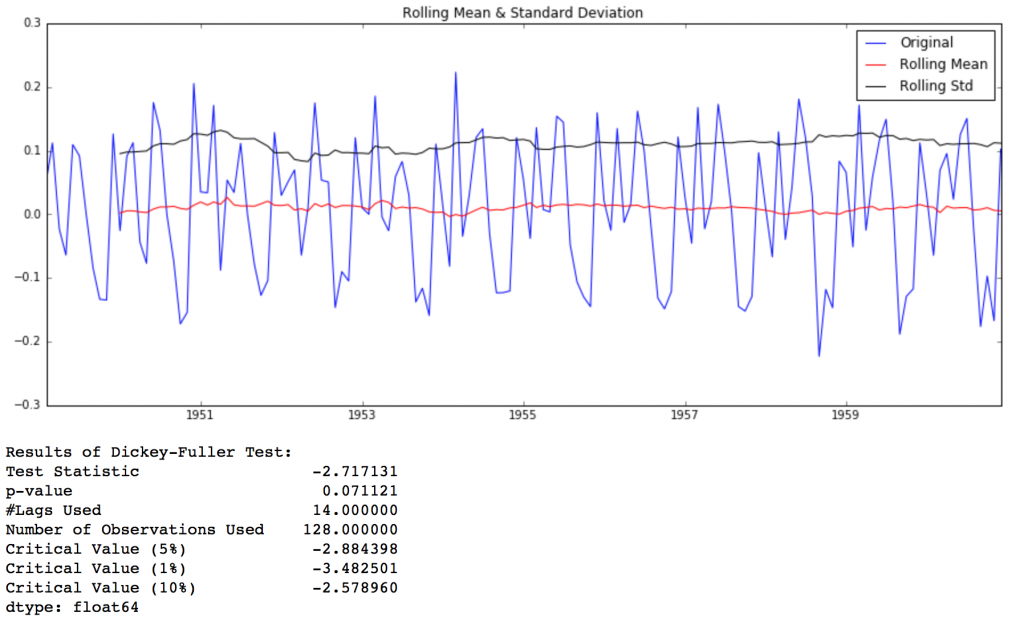 Rolling Mean & Standard Deviation
0.3
0.2
0.1
0.0
−0.1
−0.2
−0.3
Original
Rolling Mean
Rolling Std
1951
1953
1955
1957
1959
Results of Dickey-Fuller Test:
Test Statistic -2.717131
p-value 0.071121
#Lags Used 14.000000
Number of Observations Used 128.000000
Critical Value (5%) -2.884398
Critical Value (1%) -3.482501
Critical Value (10%) -2.578960
dtype: float64